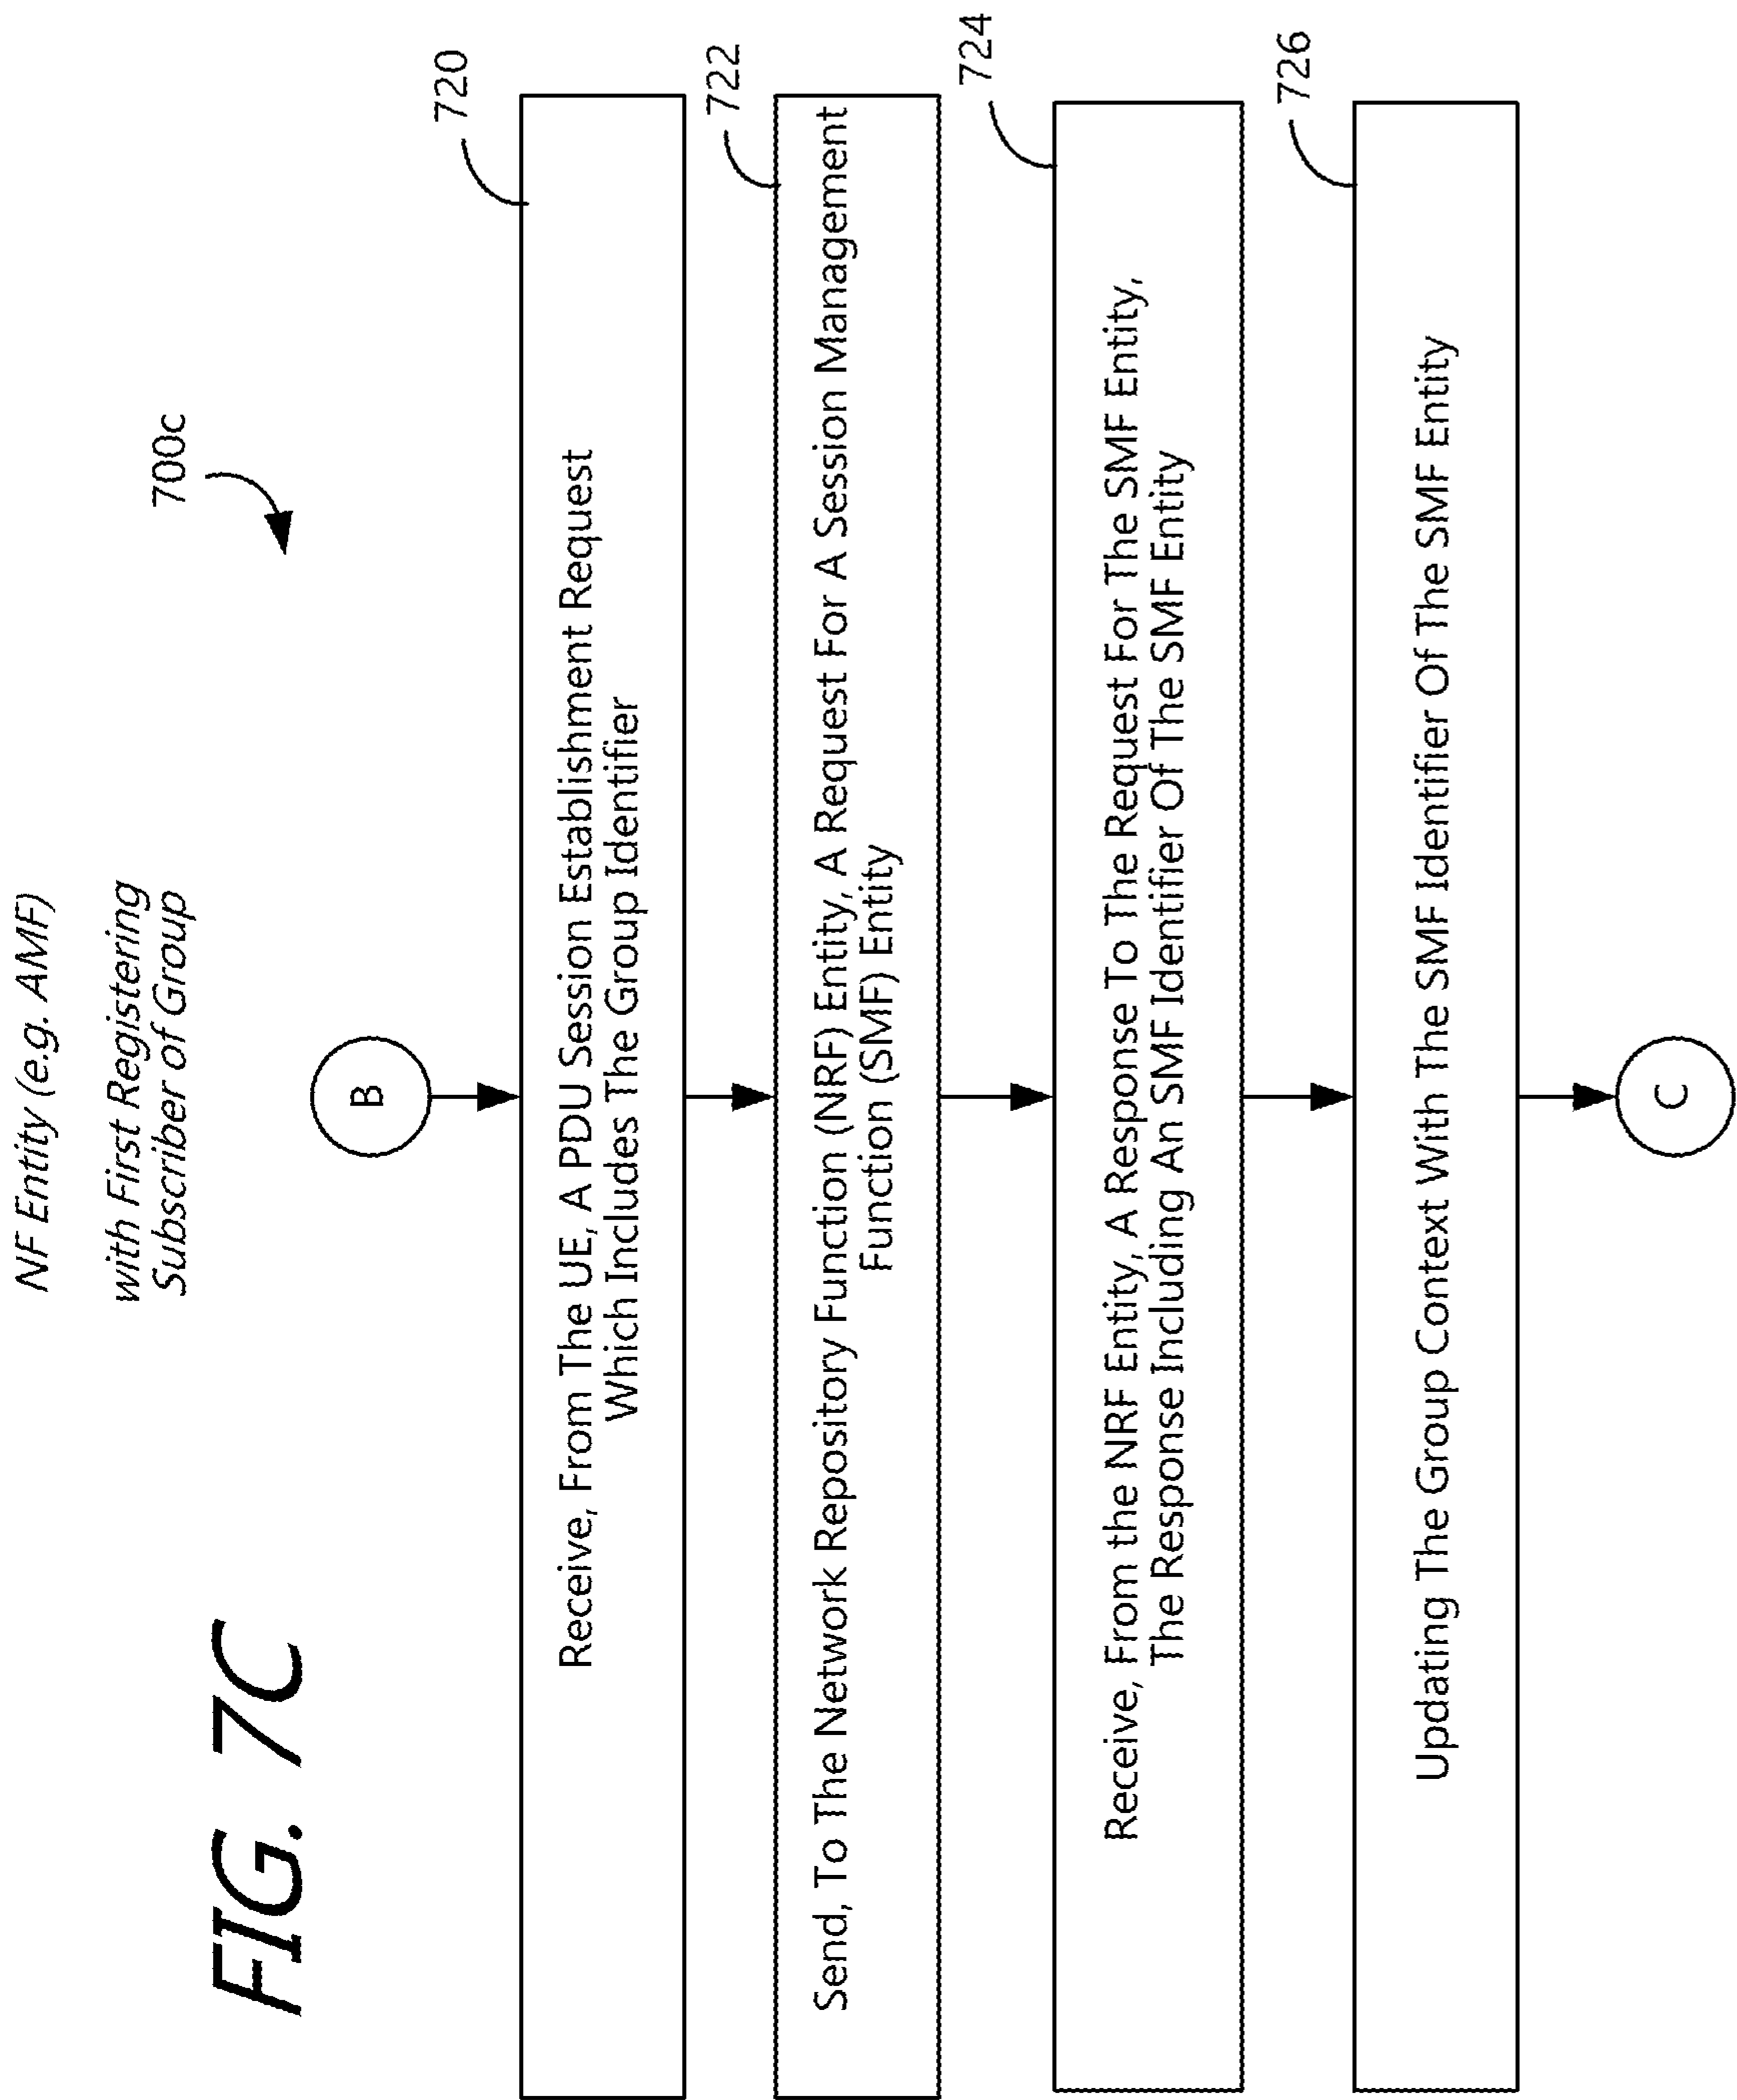 NF Entity (e.g. AMF)
with First Registering
Subscriber of Group
FIG. 7C
700c
B
720
Receive, From The UE, A PDU Session Establishment Request
Which Includes The Group Identifier
722
Send, To The Network Repository Function (NRF) Entity, A Request For A Session Management
Function (SMF) Entity
724
Receive, From the NRF Entity, A Response To The Request For The SMF Entity,
The Response Including An SMF Identifier Of The SMF Entity
726
Updating The Group Context With The SMF Identifier Of The SMF Entity
C